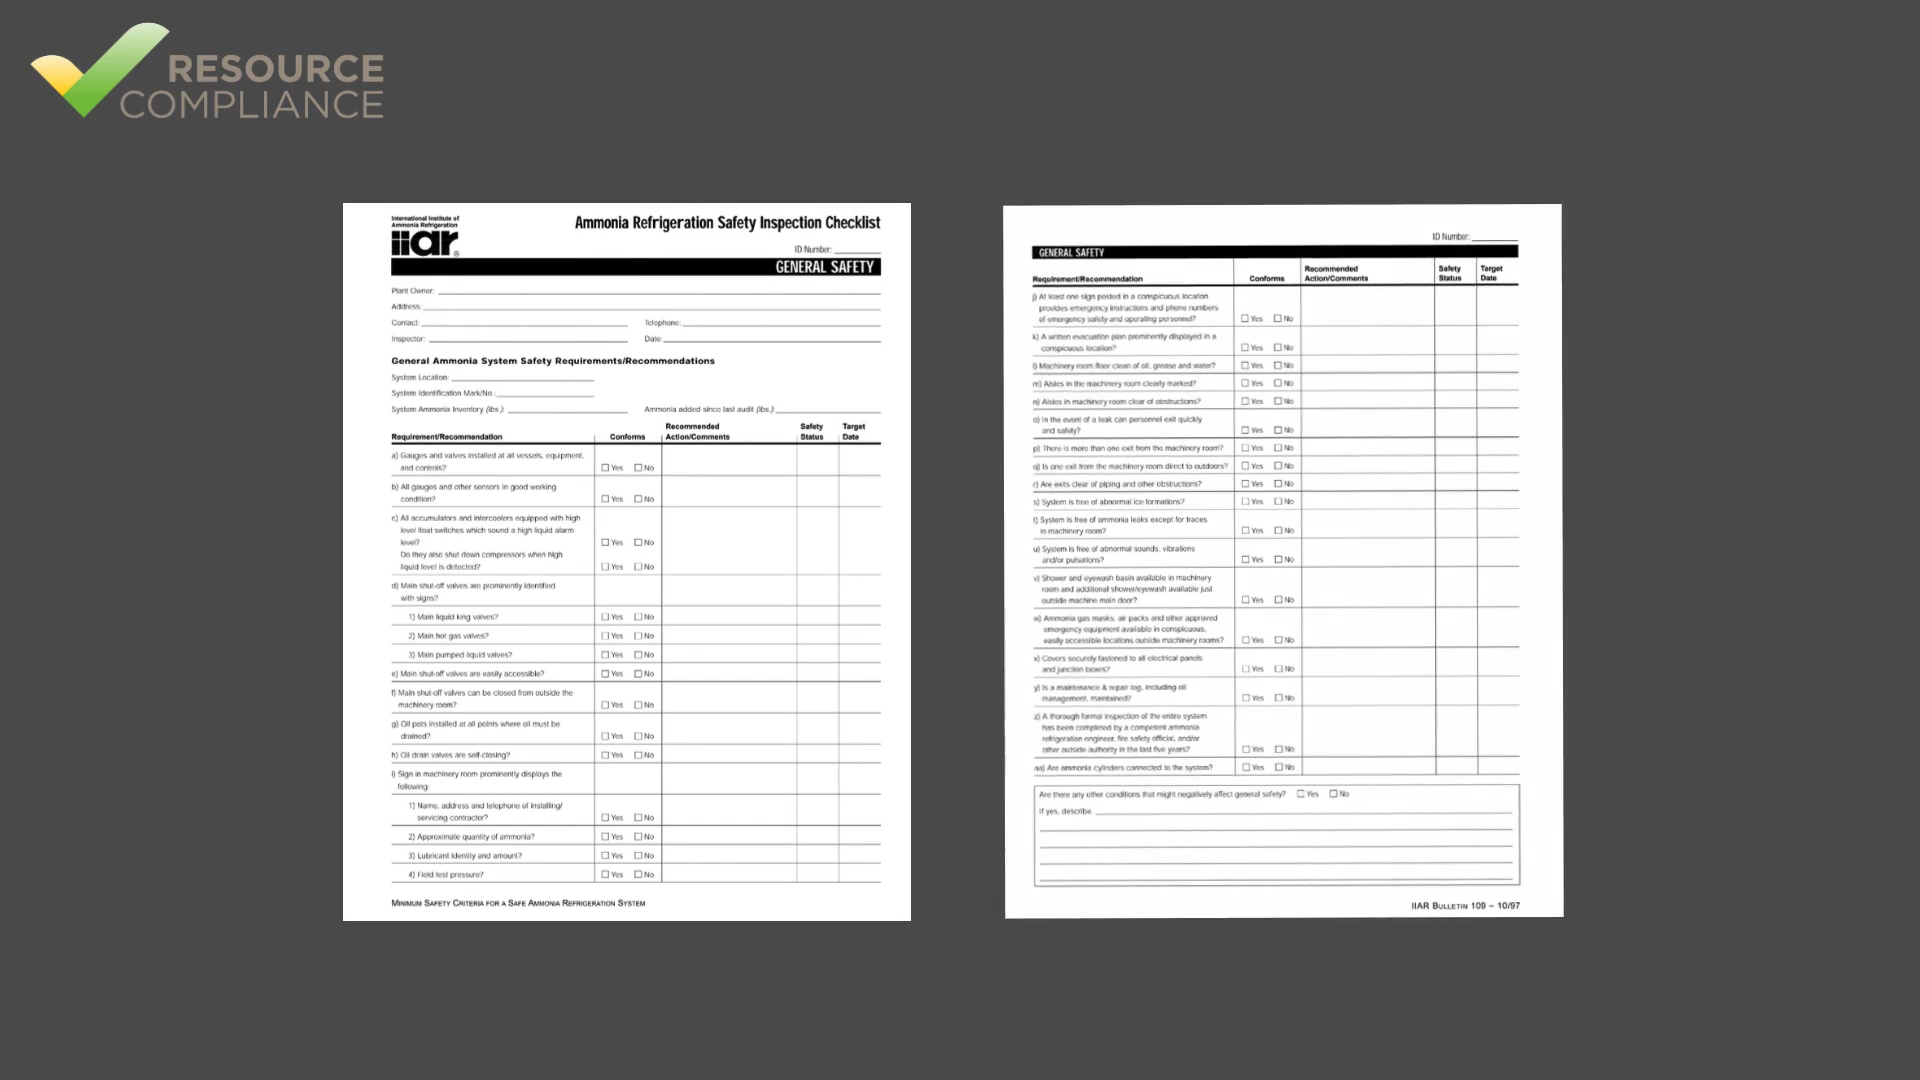 RESOURCE
COMPLIANCE
International Institute of
Ammonia Refrigeration
iiar®
Ammonia Refrigeration Safety Inspection Checklist
ID Number:
GENERAL SAFETY
Plant Owner:
Address:
Contact: Telephone:
Inspector: Date:
General Ammonia System Safety Requirements/Recommendations
System Location:
System Identification Mark/No.:
System Ammonia Inventory (lbs.): Ammonia added since last audit (lbs.):
Requirement/Recommendation Conforms Recommended Action/Comments Safety Status Target Date
a) Gauges and valves installed at all vessels, equipment,
and controls? Yes No
b) All gauges and other sensors in good working
condition? Yes No
c) All accumulators and intercoolers equipped with high
level float switches which sound a high liquid alarm
level? Yes No
Do they also shut down compressors when high
liquid level is detected? Yes No
d) Main shut-off valves are prominently identified
with signs?
1) Main liquid king valves? Yes No
2) Main hot gas valves? Yes No
3) Main pumped liquid valves? Yes No
e) Main shut-off valves are easily accessible? Yes No
f) Main shut-off valves can be closed from outside the
machinery room? Yes No
g) Oil pots installed at all points where oil must be
drained? Yes No
h) Oil drain valves are self-closing? Yes No
i) Sign in machinery room prominently displays the
following:
1) Name, address and telephone of installing/
servicing contractor? Yes No
2) Approximate quantity of ammonia? Yes No
3) Lubricant identity and amount? Yes No
4) Field test pressure? Yes No
MINIMUM SAFETY CRITERIA FOR A SAFE AMMONIA REFRIGERATION SYSTEM
ID Number:
GENERAL SAFETY
Requirement/Recommendation Conforms Recommended Action/Comments Safety Status Target Date
j) At least one sign posted in a conspicuous location
provides emergency instructions and phone numbers
of emergency safety and operating personnel? Yes No
k) A written evacuation plan prominently displayed in a
conspicuous location? Yes No
l) Machinery room floor clean of oil, grease and water? Yes No
m) Aisles in the machinery room clearly marked? Yes No
n) Aisles in machinery room clear of obstructions? Yes No
o) In the event of a leak can personnel exit quickly
and safely? Yes No
p) There is more than one exit from the machinery room? Yes No
q) Is one exit from the machinery room direct to outdoors? Yes No
r) Are exits clear of piping and other obstructions? Yes No
s) System is free of abnormal ice formations? Yes No
t) System is free of ammonia leaks except for traces
in machinery room? Yes No
u) System is free of abnormal sounds, vibrations
and/or pulsations? Yes No
v) Shower and eyewash basin available in machinery
room and additional shower/eyewash available just
outside machine main door? Yes No
w) Ammonia gas masks, air packs and other approved
emergency equipment available in conspicuous,
easily accessible locations outside machinery rooms? Yes No
x) Covers securely fastened to all electrical panels
and junction boxes? Yes No
y) Is a maintenance & repair log, including oil
management, maintained? Yes No
z) A thorough formal inspection of the entire system
has been completed by a competent ammonia
refrigeration engineer, fire safety official, and/or
other outside authority in the last five years? Yes No
aa) Are ammonia cylinders connected to the system? Yes No
Are there any other conditions that might negatively affect general safety? Yes No
If yes, describe.
IIAR BULLETIN 109 – 10/97